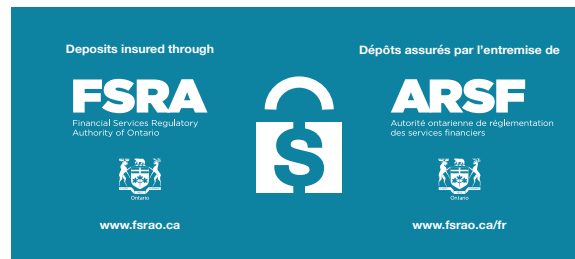 Deposits insured through
FSRA
Financial Services Regulatory
Authority of Ontario
Ontario
www.fsrao.ca
$
Dépôts assurés par l'entremise de
ARSF
Autorité ontarienne de réglementation
des services financiers
Ontario
www.fsrao.ca/fr